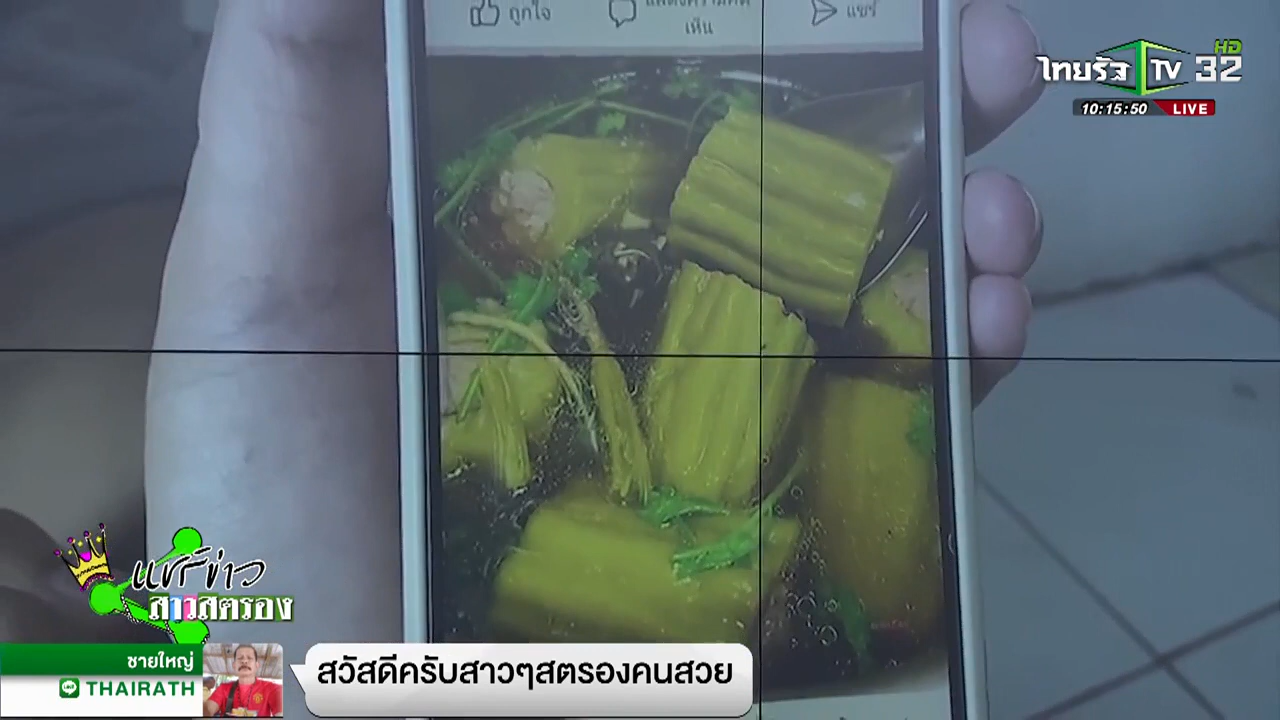 ถูกใจ
แสดงความคิด
เห็น
แชร์
ไทยรัฐ TV 32 HD
10:15:50 LIVE
แชร์ข่าว
สาวสตรอง
ชายใหญ่
LINE THAIRATH
สวัสดีครับสาวๆสตรองคนสวย